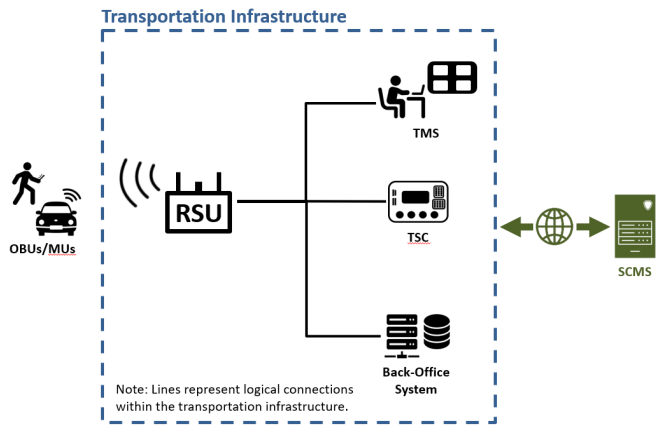 Transportation Infrastructure
TMS
RSU
TSC
OBUs/MUs
SCMS
Back-Office
System
Note: Lines represent logical connections
within the transportation infrastructure.